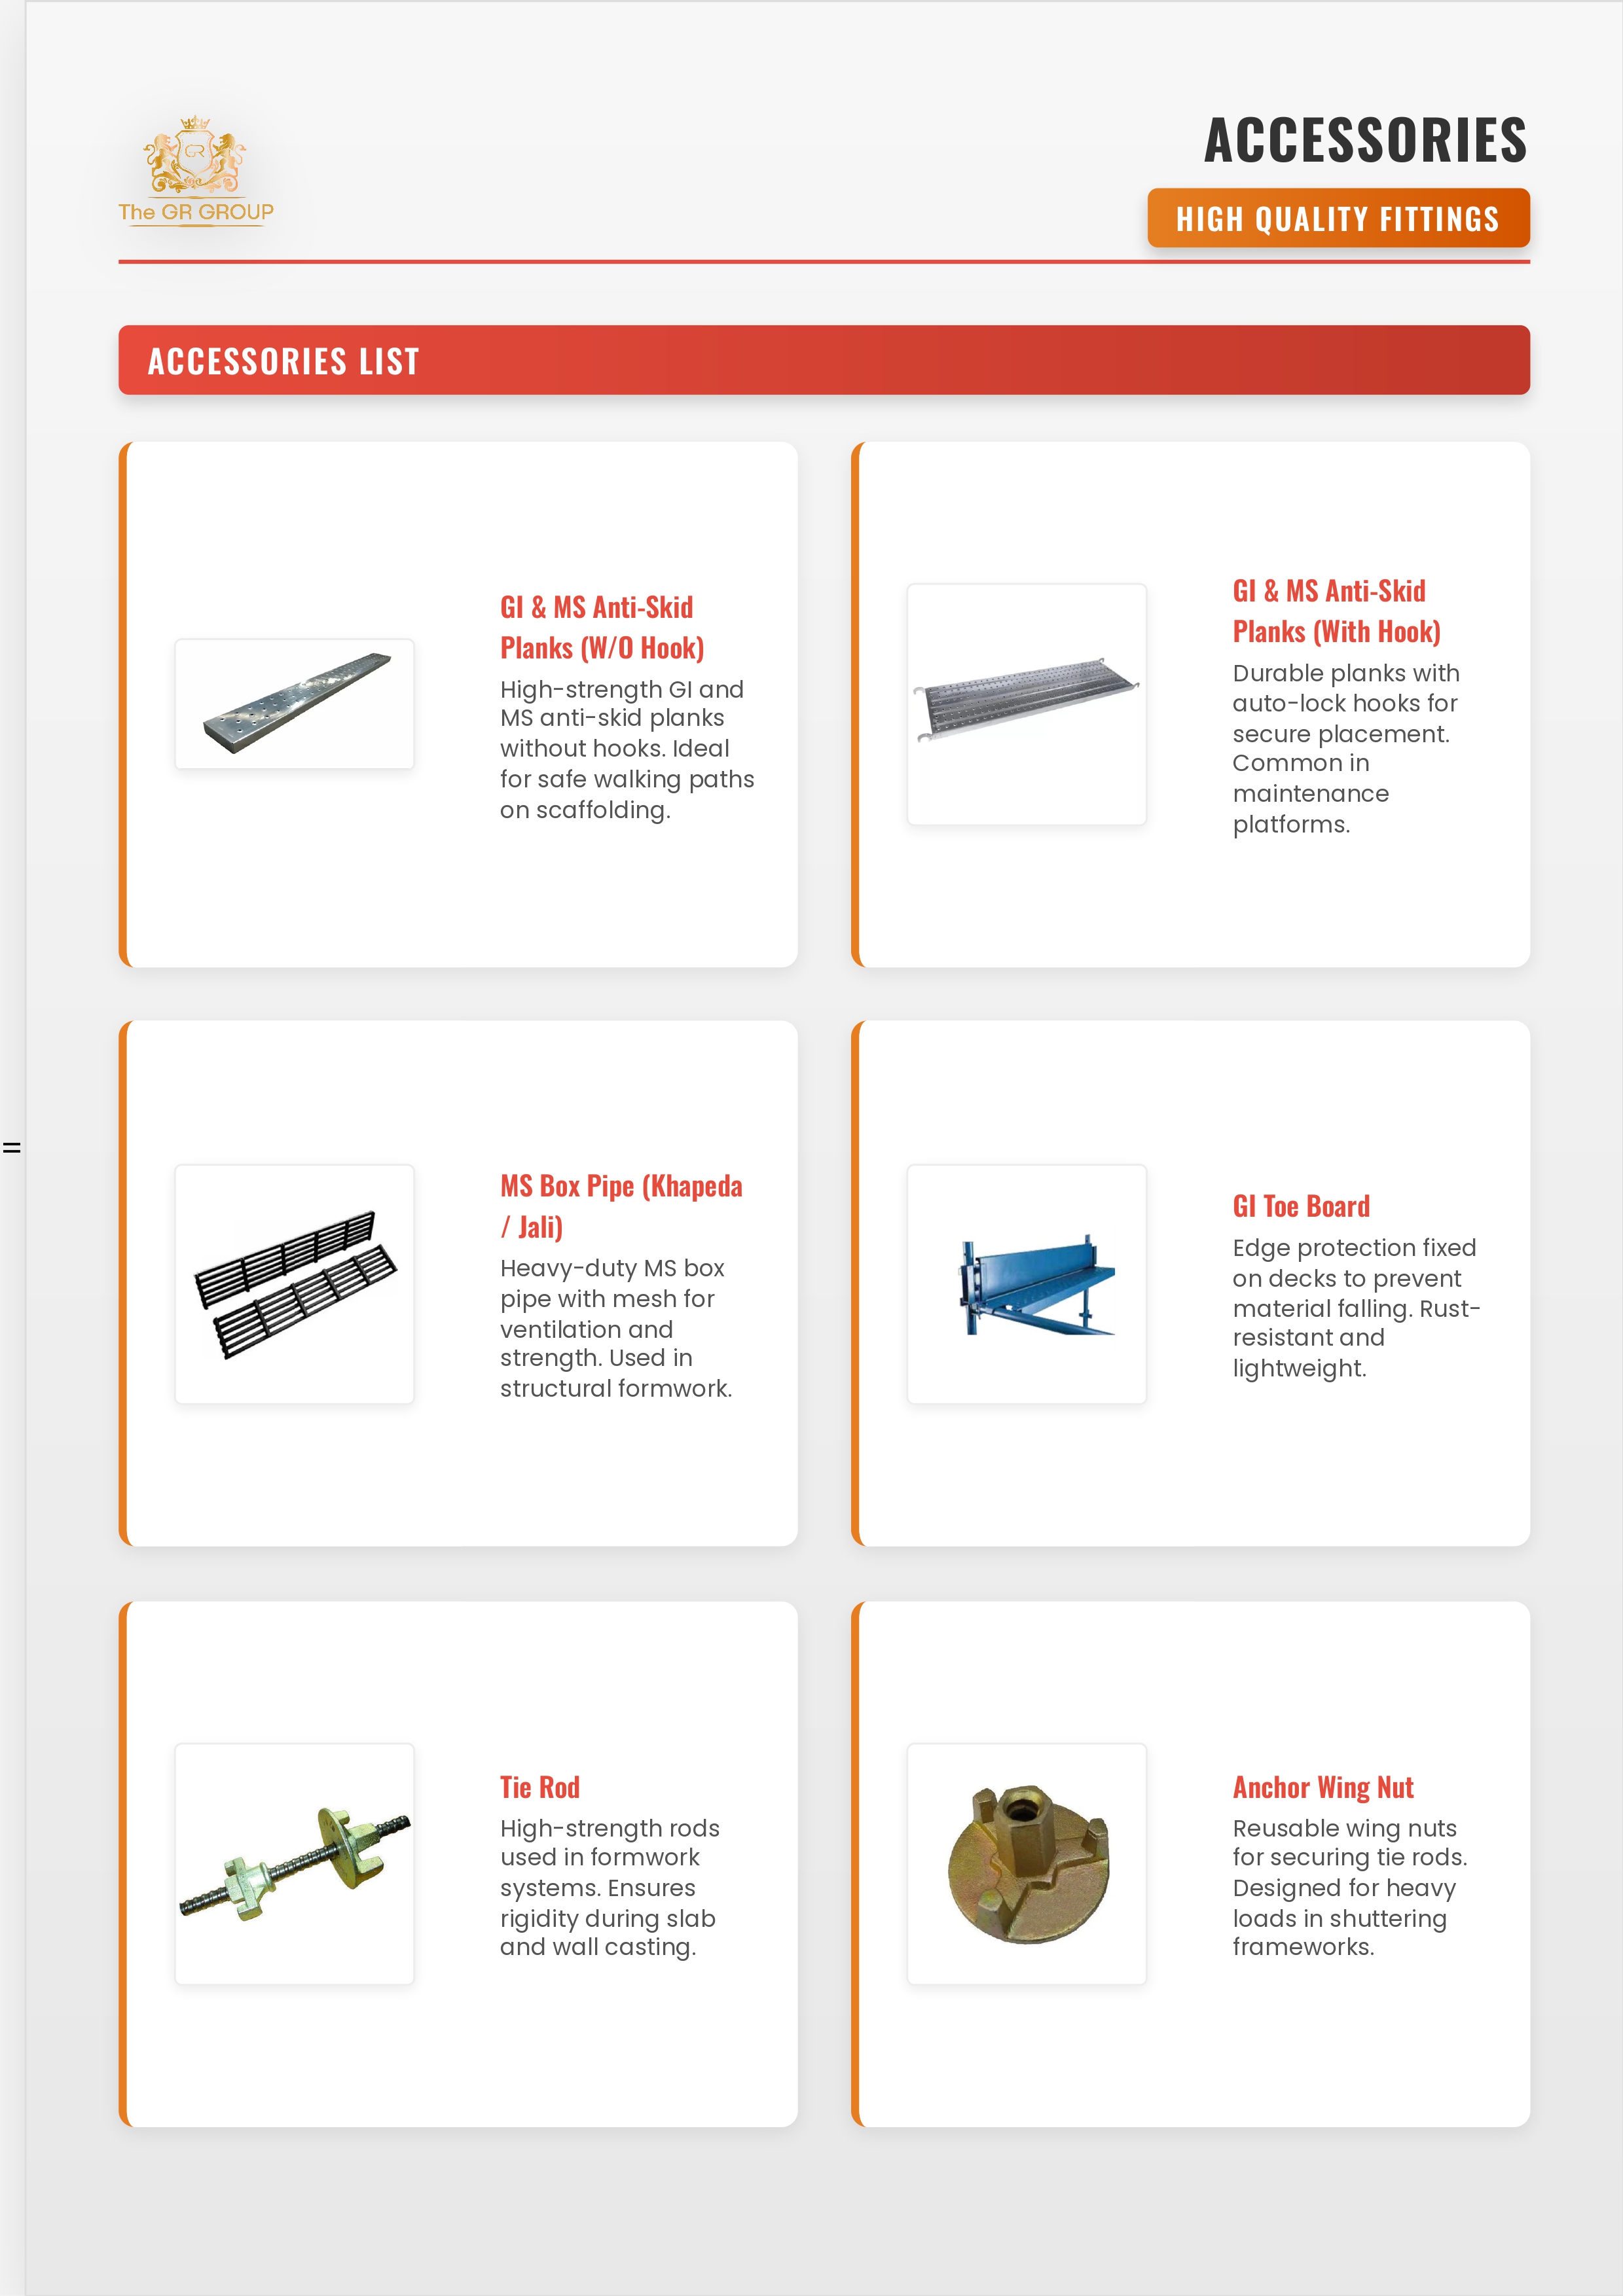 GR
The GR GROUP
ACCESSORIES
HIGH QUALITY FITTINGS
ACCESSORIES LIST
GI & MS Anti-Skid
Planks (W/O Hook)
High-strength GI and
MS anti-skid planks
without hooks. Ideal
for safe walking paths
on scaffolding.
GI & MS Anti-Skid
Planks (With Hook)
Durable planks with
auto-lock hooks for
secure placement.
Common in
maintenance
platforms.
=
MS Box Pipe (Khapeda
/ Jali)
Heavy-duty MS box
pipe with mesh for
ventilation and
strength. Used in
structural formwork.
GI Toe Board
Edge protection fixed
on decks to prevent
material falling. Rust-
resistant and
lightweight.
Tie Rod
High-strength rods
used in formwork
systems. Ensures
rigidity during slab
and wall casting.
Anchor Wing Nut
Reusable wing nuts
for securing tie rods.
Designed for heavy
loads in shuttering
frameworks.